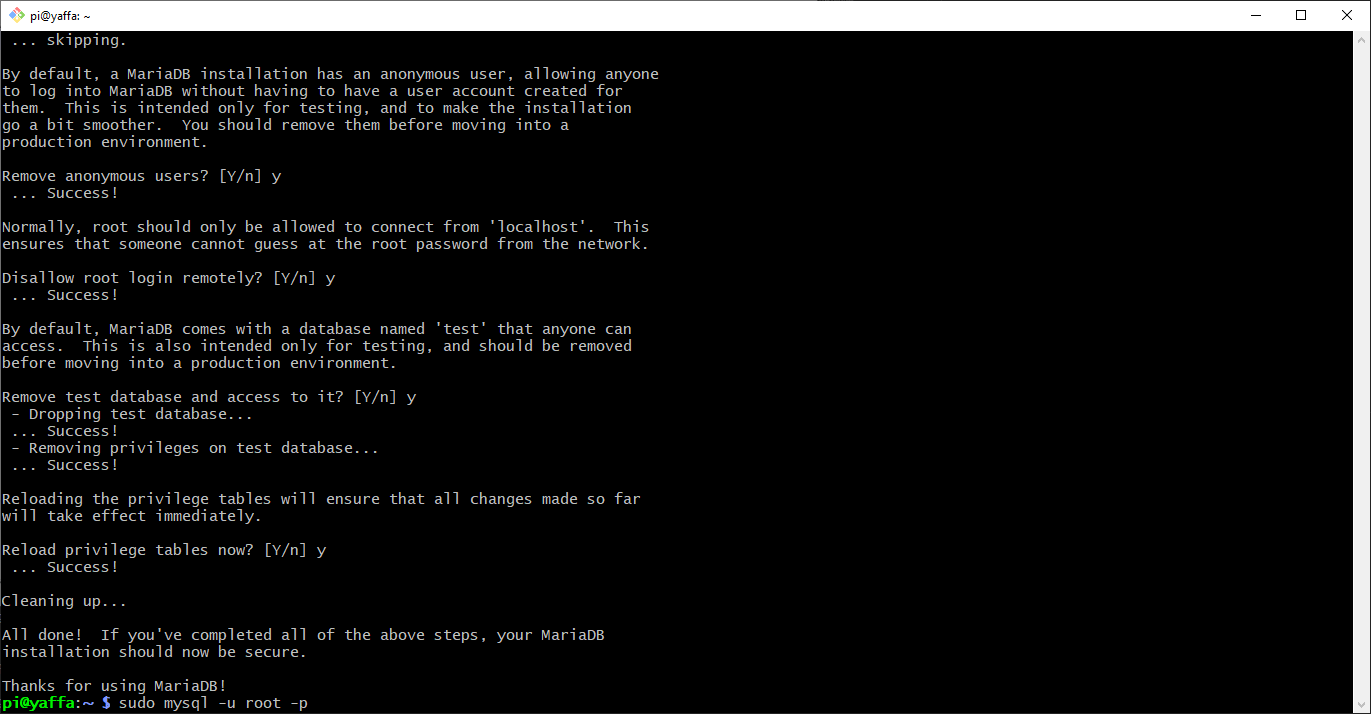 pi@yaffa: ~
... skipping.
By default, a MariaDB installation has an anonymous user, allowing anyone
to log into MariaDB without having to have a user account created for
them.  This is intended only for testing, and to make the installation
go a bit smoother.  You should remove them before moving into a
production environment.
Remove anonymous users? [Y/n] y
... Success!
Normally, root should only be allowed to connect from 'localhost'.  This
ensures that someone cannot guess at the root password from the network.
Disallow root login remotely? [Y/n] y
... Success!
By default, MariaDB comes with a database named 'test' that anyone can
access.  This is also intended only for testing, and should be removed
before moving into a production environment.
Remove test database and access to it? [Y/n] y
- Dropping test database...
... Success!
- Removing privileges on test database...
... Success!
Reloading the privilege tables will ensure that all changes made so far
will take effect immediately.
Reload privilege tables now? [Y/n] y
... Success!
Cleaning up...
All done!  If you've completed all of the above steps, your MariaDB
installation should now be secure.
Thanks for using MariaDB!
pi@yaffa:~ $ sudo mysql -u root -p